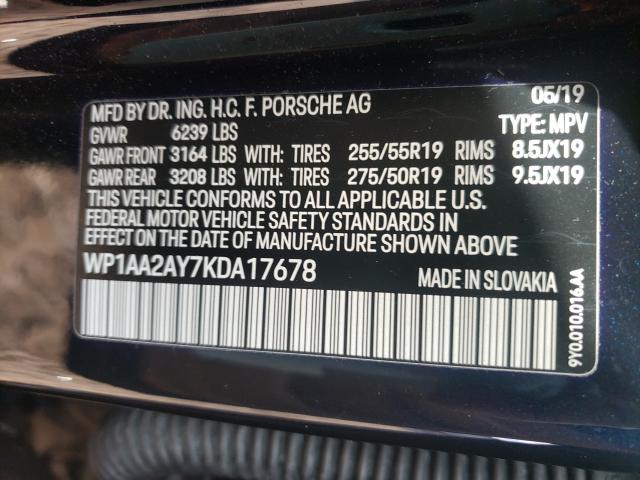 MFD BY DR. ING. H.C. F. PORSCHE AG 06/19
GVWR 6239 LBS TYPE: MPV
GAWR FRONT 3164 LBS WITH: TIRES 255/55R19 RIMS 8.5JX19
GAWR REAR 3208 LBS WITH: TIRES 275/50R19 RIMS 9.5JX19
THIS VEHICLE CONFORMS TO ALL APPLICABLE U.S.
FEDERAL MOTOR VEHICLE SAFETY STANDARDS IN
EFFECT ON THE DATE OF MANUFACTURE SHOWN ABOVE.
WP1AA2AY7KDA17678 MADE IN SLOVAKIA
9Y0.010.016.AA